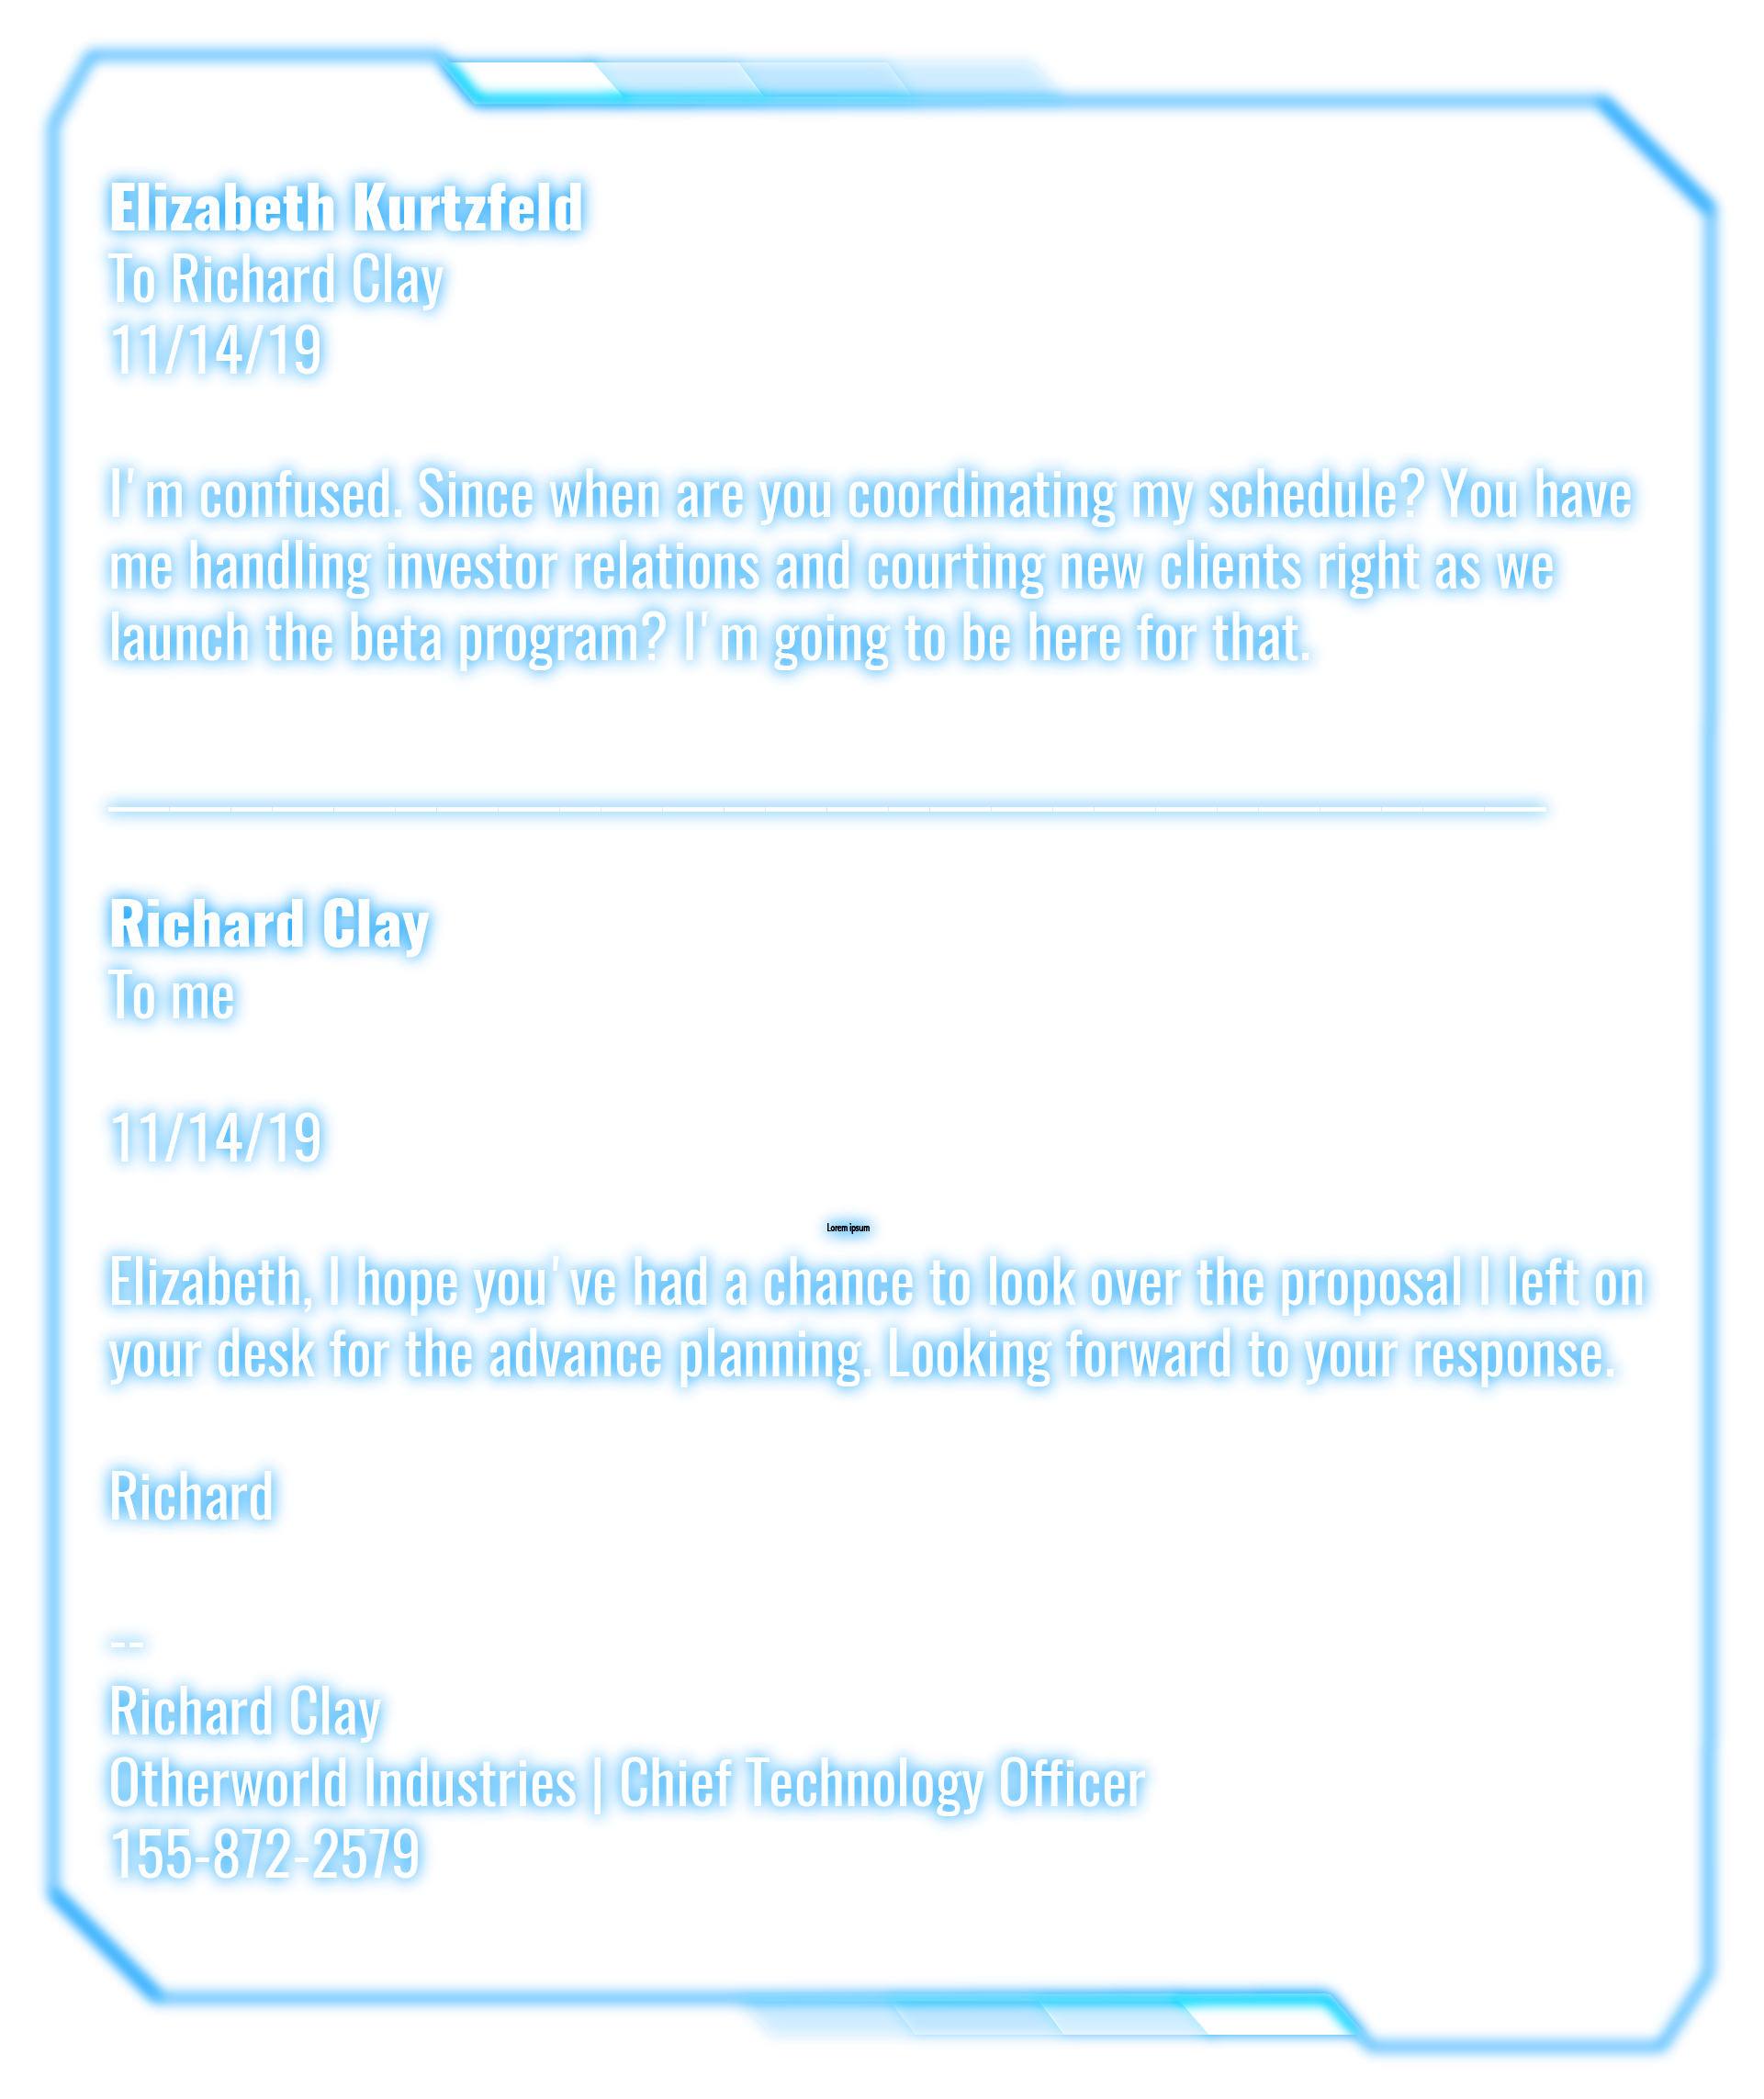 Elizabeth Kurtzfeld
To Richard Clay
11/14/19
I'm confused. Since when are you coordinating my schedule? You have
me handling investor relations and courting new clients right as we
launch the beta program? I'm going to be here for that.
Richard Clay
To me
11/14/19
Lorem ipsum
Elizabeth, I hope you've had a chance to look over the proposal I left on
your desk for the advance planning. Looking forward to your response.
Richard
--
Richard Clay
Otherworld Industries | Chief Technology Officer
155-872-2579